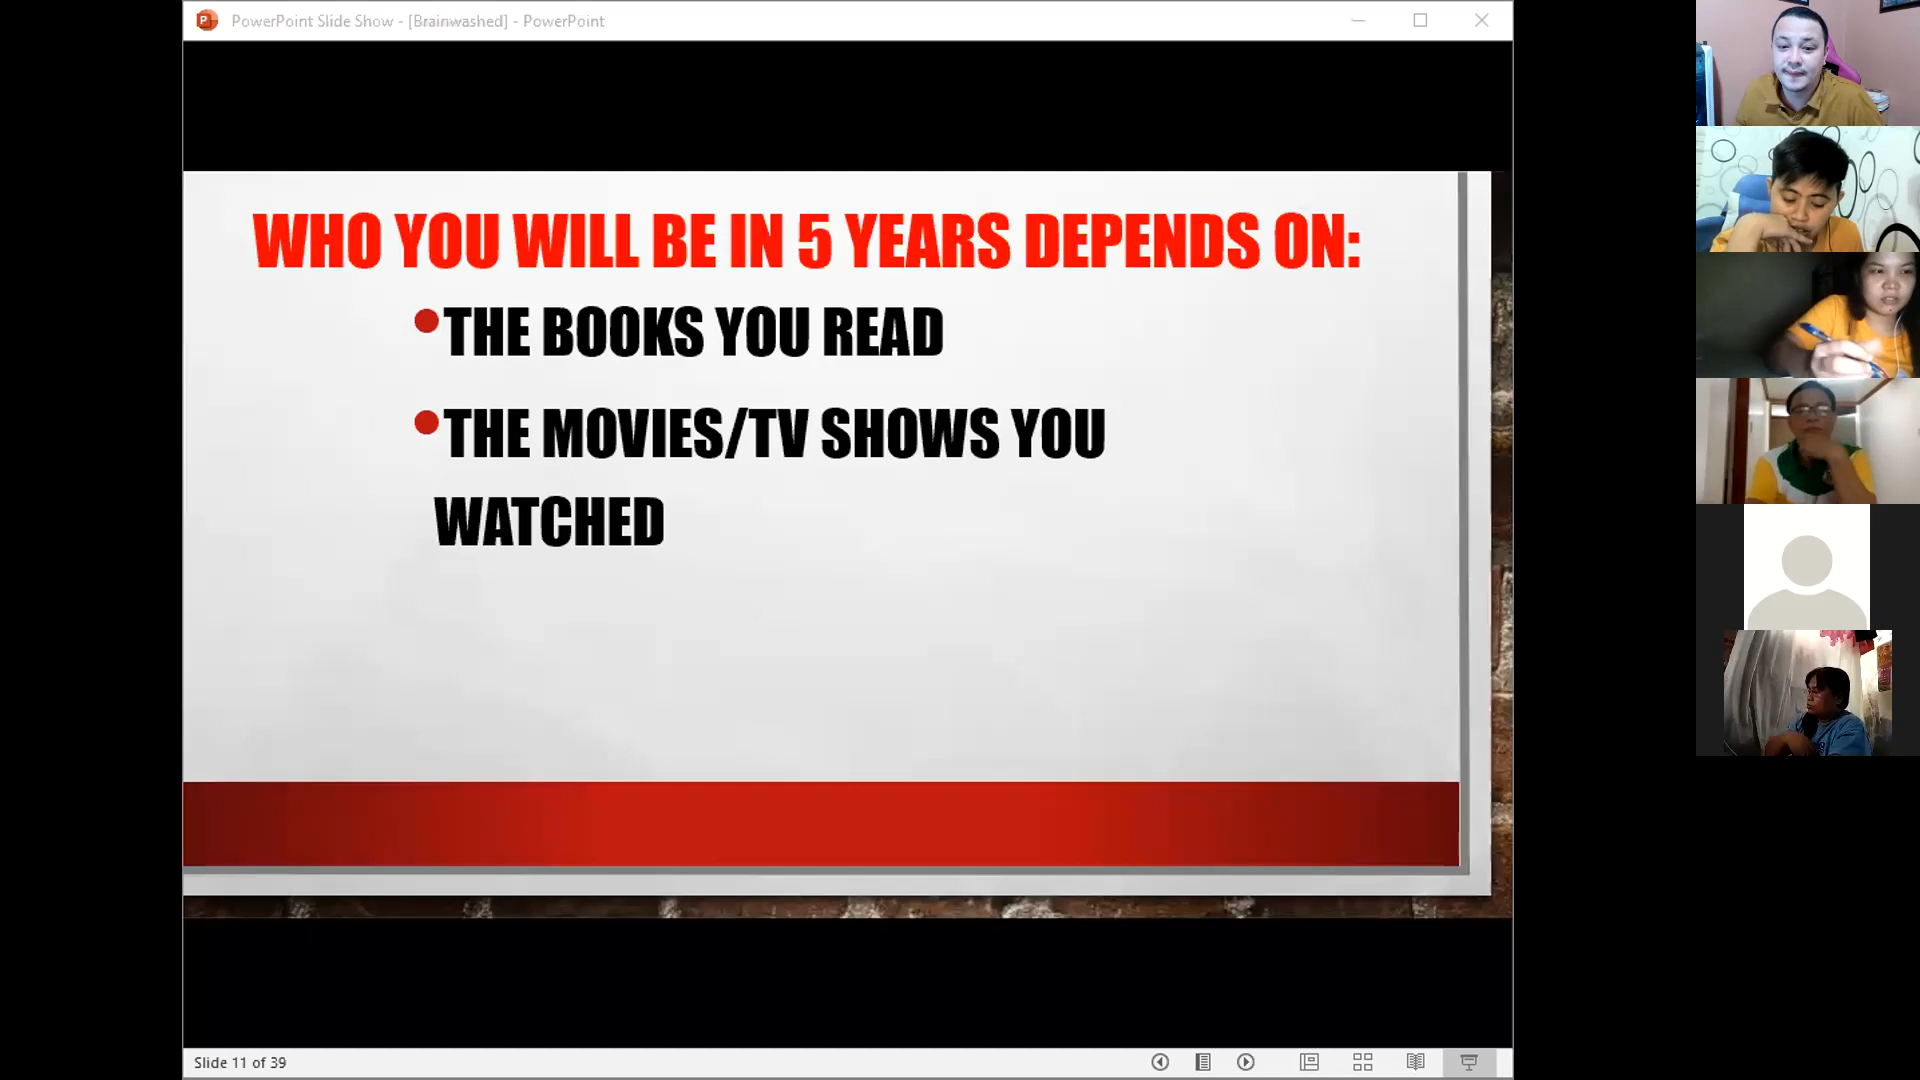 PowerPoint Slide Show - [Brainwashed] - PowerPoint
WHO YOU WILL BE IN 5 YEARS DEPENDS ON:
•THE BOOKS YOU READ
•THE MOVIES/TV SHOWS YOU
WATCHED
Slide 11 of 39